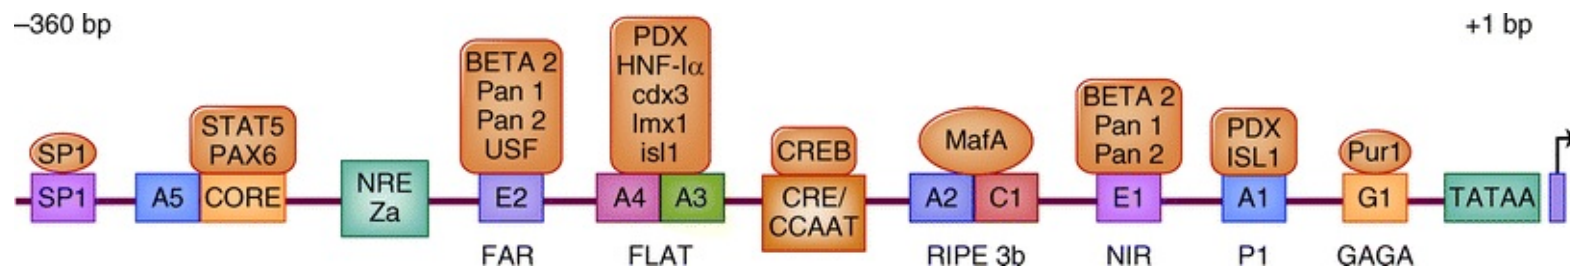 –360 bp
+1 bp
SP1
STAT5
PAX6
BETA 2
Pan 1
Pan 2
USF
PDX
HNF-Iα
cdx3
lmx1
isl1
CREB
MafA
BETA 2
Pan 1
Pan 2
PDX
ISL1
Pur1
SP1
A5
CORE
NRE
Za
E2
A4
A3
CRE/
CCAAT
A2
C1
E1
A1
G1
TATAA
FAR
FLAT
RIPE 3b
NIR
P1
GAGA